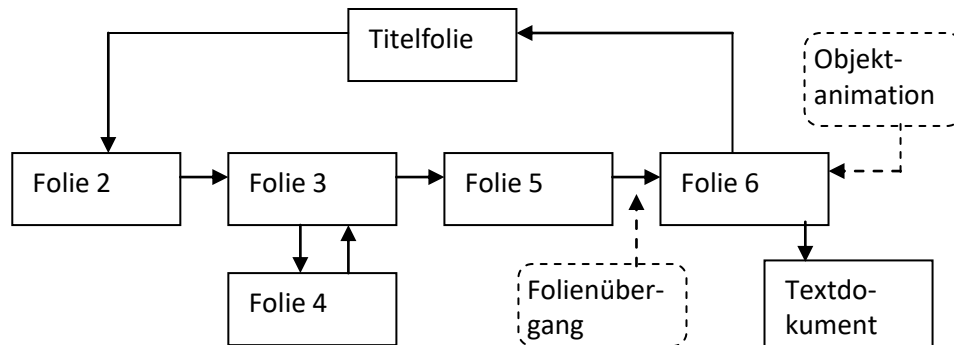 Titelfolie
Objekt-
animation
Folie 2
Folie 3
Folie 5
Folie 6
Folie 4
Folienüber-
gang
Textdo-
kument